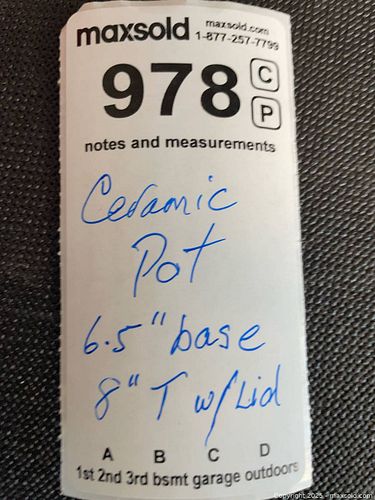 maxsold maxsold.com
1-877-257-7799
978 C
P
notes and measurements
Ceramic
Pot
6.5" base
8" T w/Lid
A B C D
1st 2nd 3rd bsmt garage outdoors
Copyright 2025 - maxsold.com